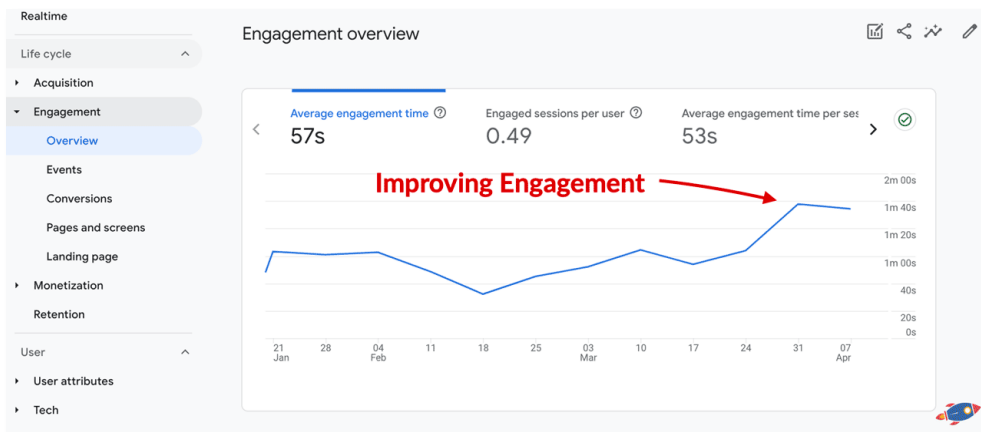 Realtime
Life cycle
Acquisition
Engagement
Overview
Events
Conversions
Pages and screens
Landing page
Monetization
Retention
User
User attributes
Tech
Engagement overview
Average engagement time
57s
Engaged sessions per user
0.49
Average engagement time per ses
53s
Improving Engagement
2m 00s
1m 40s
1m 20s
1m 00s
40s
20s
0s
21 28 04 11 18 25 03 10 17 24 31 07
Jan Feb Mar Apr